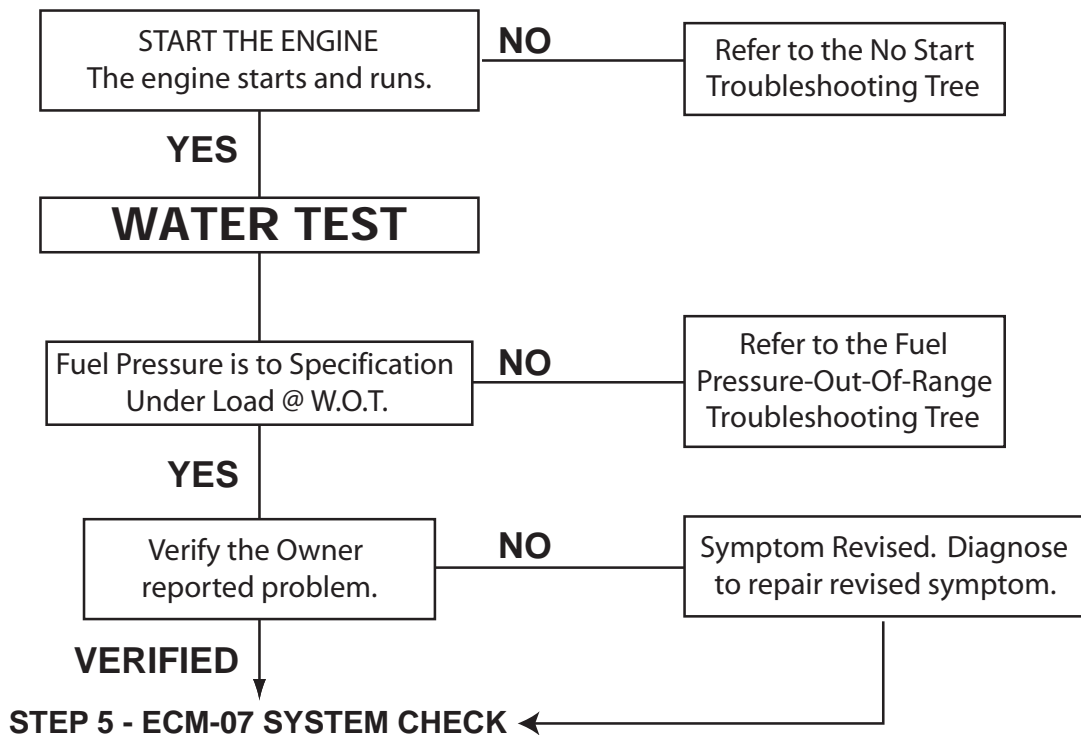 START THE ENGINE
The engine starts and runs.
NO
Refer to the No Start
Troubleshooting Tree
YES
WATER TEST
Fuel Pressure is to Specification
Under Load @ W.O.T.
NO
Refer to the Fuel
Pressure-Out-Of-Range
Troubleshooting Tree
YES
Verify the Owner
reported problem.
NO
Symptom Revised. Diagnose
to repair revised symptom.
VERIFIED
STEP 5 - ECM-07 SYSTEM CHECK